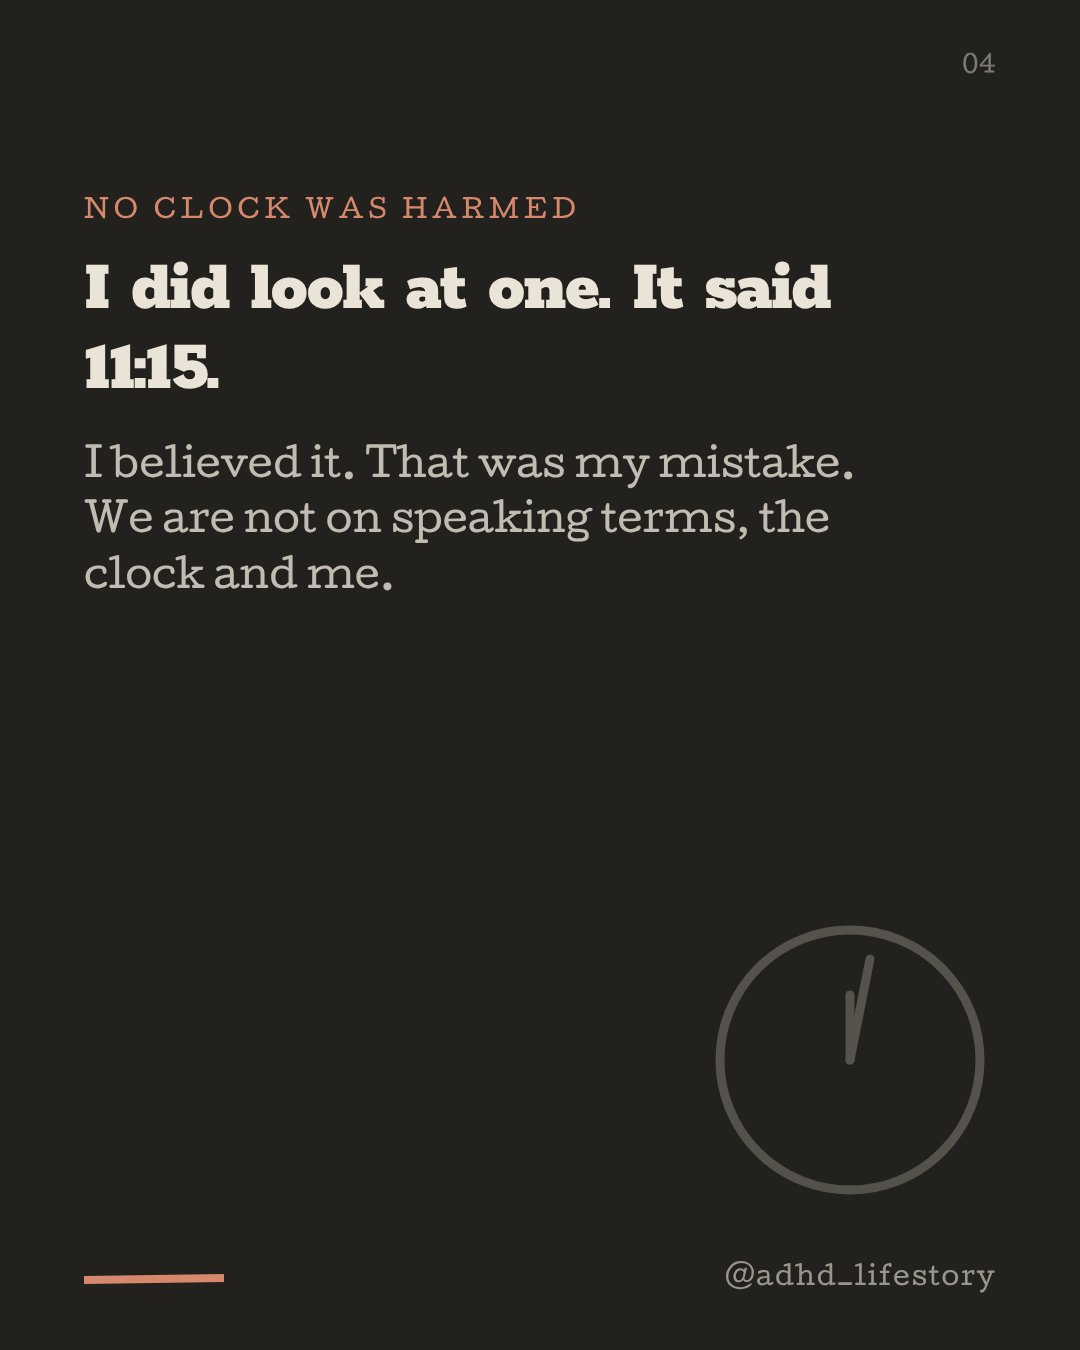 04
NO CLOCK WAS HARMED
I did look at one. It said
11:15.
I believed it. That was my mistake.
We are not on speaking terms, the
clock and me.
@adhd_lifestory